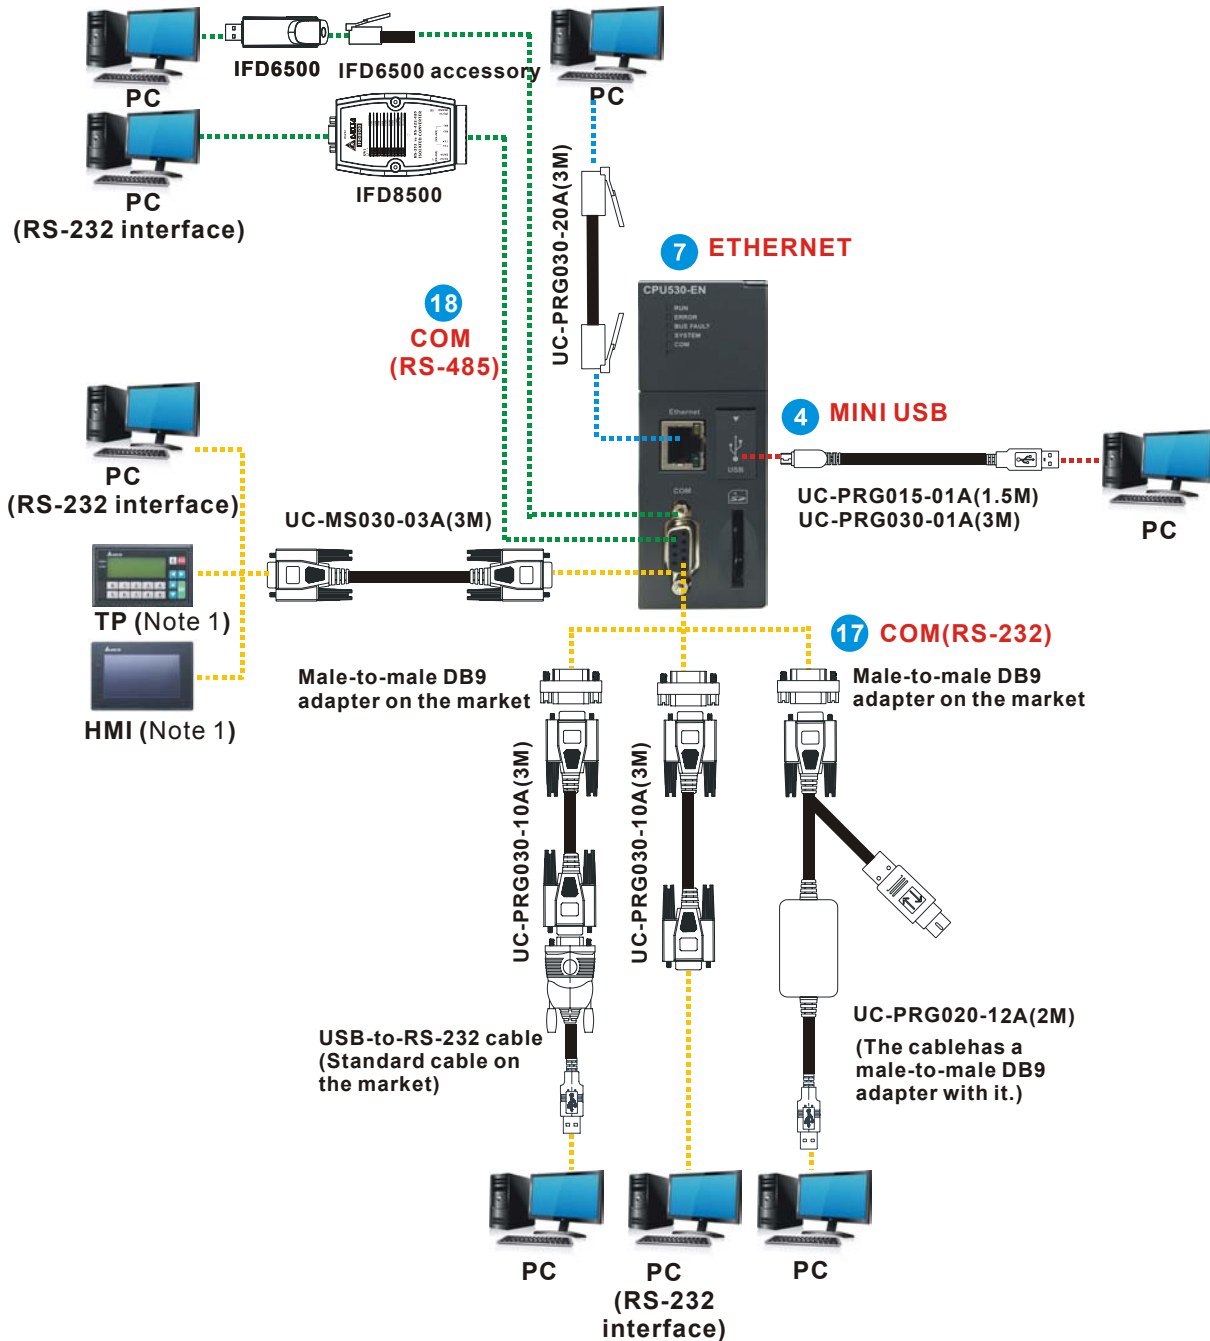 IFD6500
IFD6500 accessory
PC
PC
IFD8500
PC
(RS-232 interface)
UC-PRG030-20A(3M)
7 ETHERNET
CPU530-EN
RUN
ERROR
BUS FAULT
SYSTEM
COM
18
COM
(RS-485)
Ethernet
USB
COM
4 MINI USB
UC-PRG015-01A(1.5M)
UC-PRG030-01A(3M)
PC
PC
(RS-232 interface)
UC-MS030-03A(3M)
TP (Note 1)
HMI (Note 1)
17 COM(RS-232)
Male-to-male DB9
adapter on the market
Male-to-male DB9
adapter on the market
UC-PRG030-10A(3M)
UC-PRG030-10A(3M)
USB-to-RS-232 cable
(Standard cable on
the market)
UC-PRG020-12A(2M)
(The cablehas a
male-to-male DB9
adapter with it.)
PC
PC
(RS-232
interface)
PC